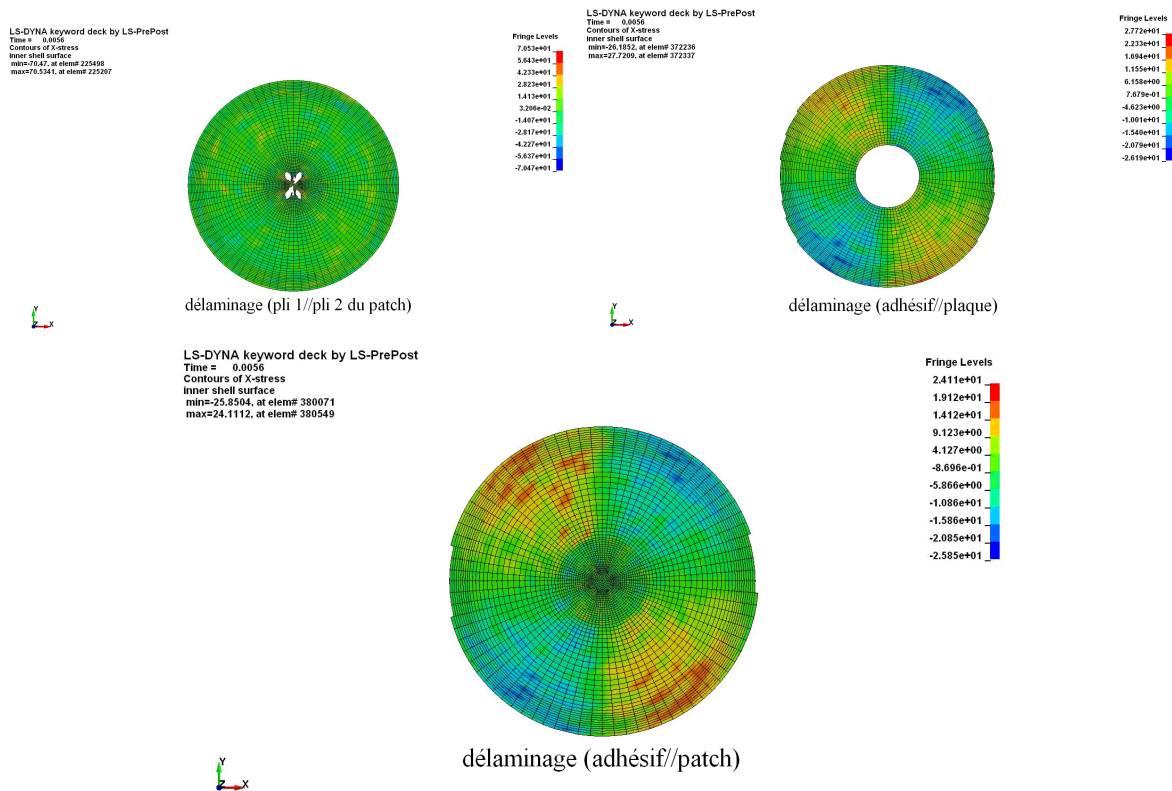 LS-DYNA keyword deck by LS-PrePost
Time =    0.0056
Contours of X-stress
inner shell surface
min=-70.47, at elem# 225498
max=70.5341, at elem# 225207
Fringe Levels
7.053e+01
5.643e+01
4.233e+01
2.823e+01
1.413e+01
3.206e-02
-1.407e+01
-2.817e+01
-4.227e+01
-5.637e+01
-7.047e+01
Y
Z X
délaminage (pli 1//pli 2 du patch)
LS-DYNA keyword deck by LS-PrePost
Time =    0.0056
Contours of X-stress
inner shell surface
min=-26.1852, at elem# 372236
max=27.7209, at elem# 372337
Fringe Levels
2.772e+01
2.233e+01
1.694e+01
1.155e+01
6.158e+00
7.679e-01
-4.623e+00
-1.001e+01
-1.540e+01
-2.079e+01
-2.619e+01
Y
Z X
délaminage (adhésif//plaque)
LS-DYNA keyword deck by LS-PrePost
Time =    0.0056
Contours of X-stress
inner shell surface
min=-25.8504, at elem# 380071
max=24.1112, at elem# 380549
Fringe Levels
2.411e+01
1.912e+01
1.412e+01
9.123e+00
4.127e+00
-8.696e-01
-5.866e+00
-1.086e+01
-1.586e+01
-2.085e+01
-2.585e+01
Y
Z X
délaminage (adhésif//patch)